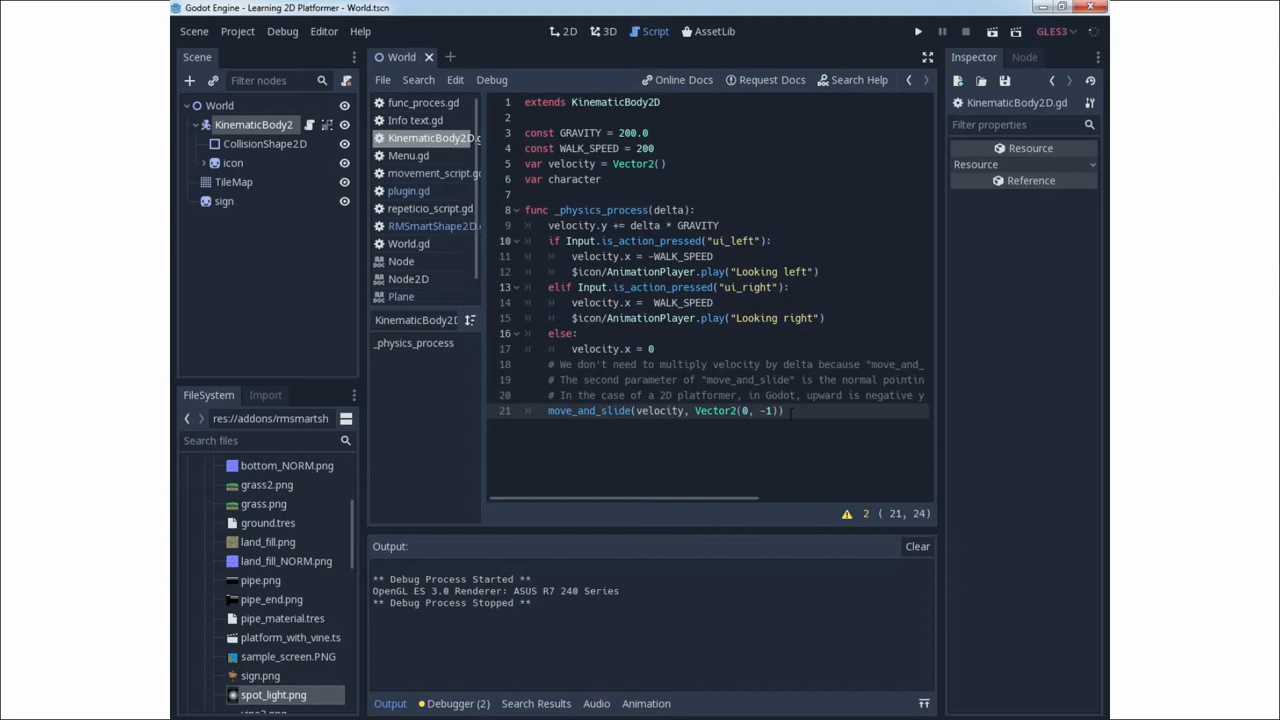 Godot Engine - Learning 2D Platformer - World.tscn
Scene Project Debug Editor Help
2D 3D Script AssetLib
GLES3
Scene
Filter nodes
World
KinematicBody2
CollisionShape2D
icon
TileMap
sign
FileSystem Import
res://addons/rmsmartsh
Search files
bottom_NORM.png
grass2.png
grass.png
ground.tres
land_fill.png
land_fill_NORM.png
pipe.png
pipe_end.png
pipe_material.tres
platform_with_vine.ts
sample_screen.PNG
sign.png
spot_light.png
vine2.png
World
File Search Edit Debug
Online Docs Request Docs Search Help
func_proces.gd
Info text.gd
KinematicBody2D.g
Menu.gd
movement_script.gd
plugin.gd
repeticio_script.gd
RMSmartShape2D.
World.gd
Node
Node2D
Plane
KinematicBody2D
_physics_process
1 extends KinematicBody2D
2
3 const GRAVITY = 200.0
4 const WALK_SPEED = 200
5 var velocity = Vector2()
6 var character
7
8 func _physics_process(delta):
9 velocity.y += delta * GRAVITY
10 if Input.is_action_pressed("ui_left"):
11 velocity.x = -WALK_SPEED
12 $icon/AnimationPlayer.play("Looking left")
13 elif Input.is_action_pressed("ui_right"):
14 velocity.x =  WALK_SPEED
15 $icon/AnimationPlayer.play("Looking right")
16 else:
17 velocity.x = 0
18 # We don't need to multiply velocity by delta because "move_and_
19 # The second parameter of "move_and_slide" is the normal pointin
20 # In the case of a 2D platformer, in Godot, upward is negative y
21 move_and_slide(velocity, Vector2(0, -1))
2 ( 21, 24)
Output:
Clear
** Debug Process Started **
OpenGL ES 3.0 Renderer: ASUS R7 240 Series
** Debug Process Stopped **
Output Debugger (2) Search Results Audio Animation
Inspector Node
KinematicBody2D.gd
Filter properties
Resource
Resource
Reference